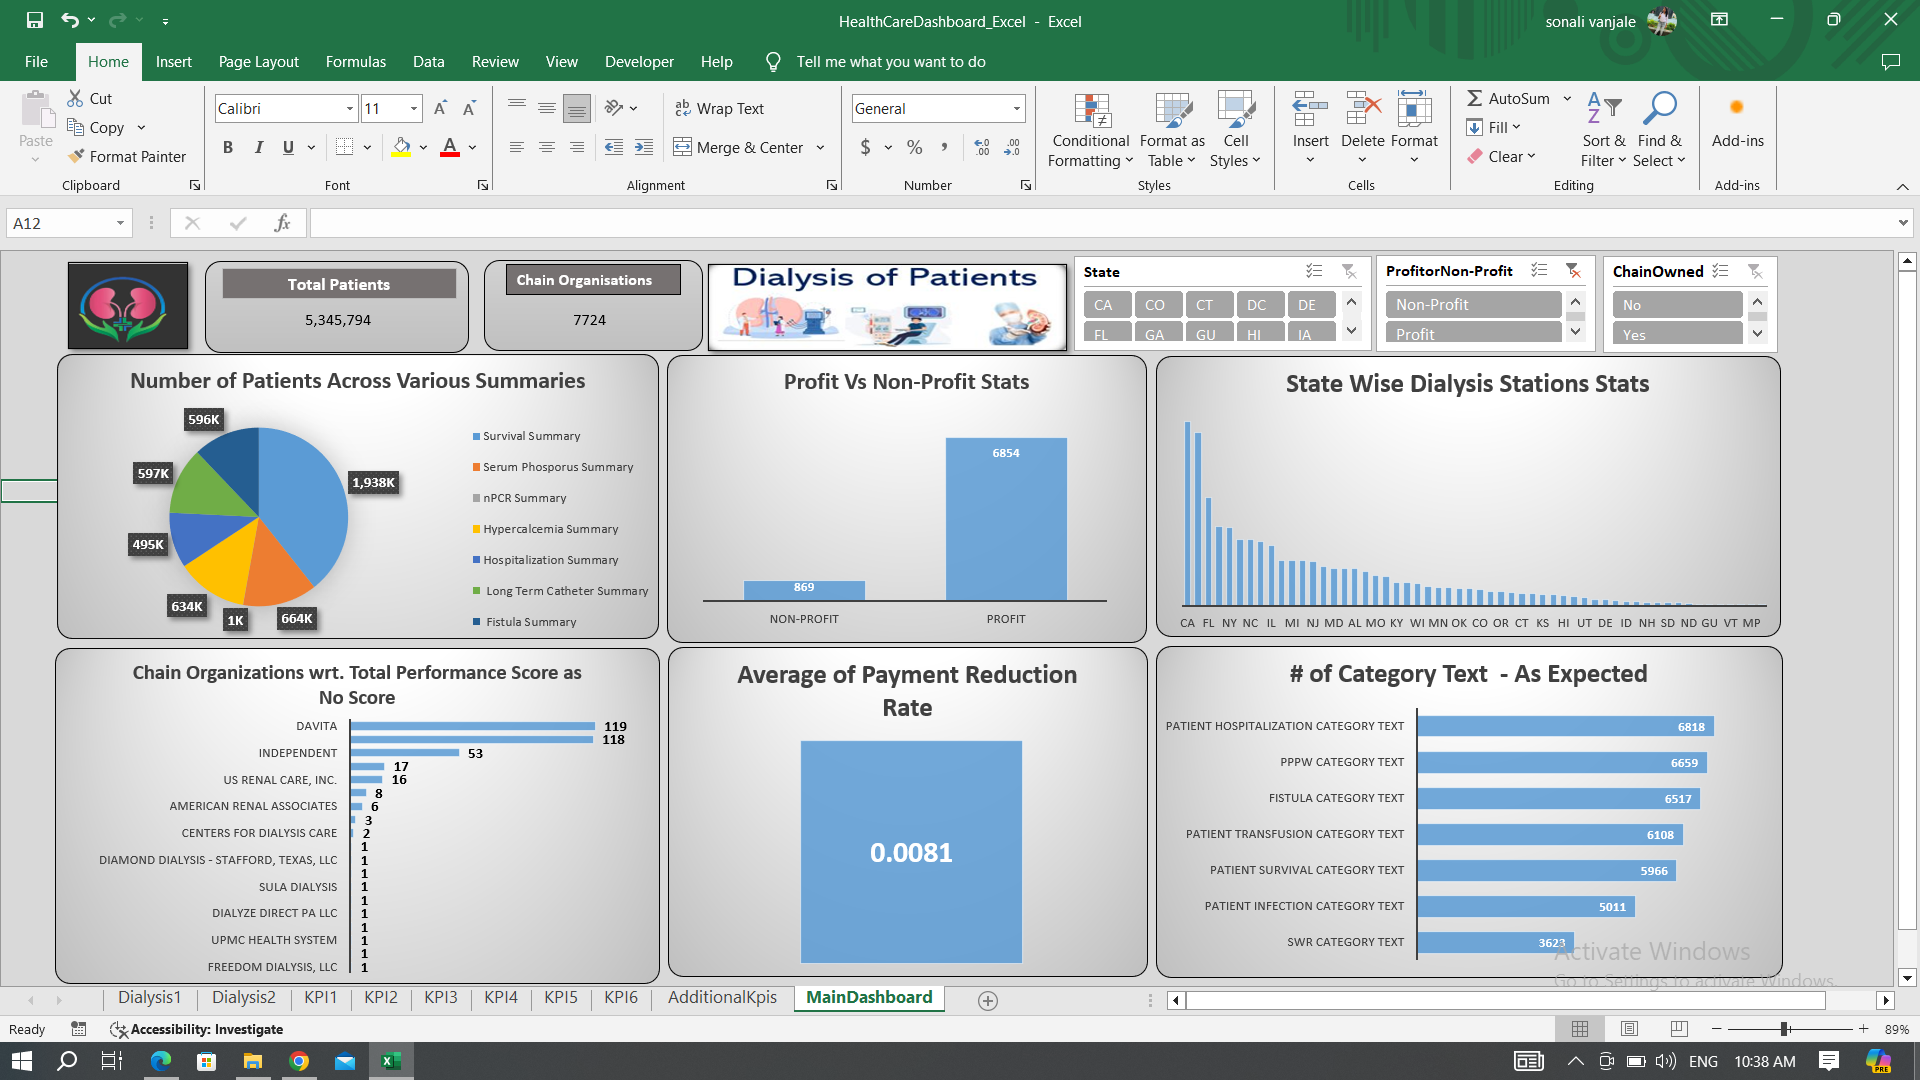 HealthCareDashboard_Excel - Excel
sonali vanjale
File Home Insert Page Layout Formulas Data Review View Developer Help Tell me what you want to do
Paste
Cut
Copy
Format Painter
Clipboard
Calibri 11
B I U
Font
Wrap Text
Merge & Center
Alignment
General
$ % ,
Number
Conditional Formatting
Format as Table
Cell Styles
Styles
Insert Delete Format
Cells
AutoSum
Fill
Clear
Sort & Filter
Find & Select
Editing
Add-ins
Add-ins
A12
fx
Total Patients
5,345,794
Chain Organisations
7724
Dialysis of Patients
State
CA CO CT DC DE
FL GA GU HI IA
ProfitorNon-Profit
Non-Profit
Profit
ChainOwned
No
Yes
Number of Patients Across Various Summaries
596K
597K
1,938K
495K
634K
1K
664K
Survival Summary
Serum Phosporus Summary
nPCR Summary
Hypercalcemia Summary
Hospitalization Summary
Long Term Catheter Summary
Fistula Summary
Profit Vs Non-Profit Stats
6854
869
NON-PROFIT PROFIT
State Wise Dialysis Stations Stats
CA FL NY NC IL MI NJ MD AL MO KY WI MN OK CO OR CT KS HI UT DE ID NH SD ND GU VT MP
Chain Organizations wrt. Total Performance Score as
No Score
DAVITA 119
118
INDEPENDENT 53
17
US RENAL CARE, INC. 16
8
AMERICAN RENAL ASSOCIATES 6
3
CENTERS FOR DIALYSIS CARE 2
1
DIAMOND DIALYSIS - STAFFORD, TEXAS, LLC 1
1
SULA DIALYSIS 1
1
DIALYZE DIRECT PA LLC 1
1
UPMC HEALTH SYSTEM 1
1
FREEDOM DIALYSIS, LLC 1
Average of Payment Reduction
Rate
0.0081
# of Category Text - As Expected
PATIENT HOSPITALIZATION CATEGORY TEXT 6818
PPPW CATEGORY TEXT 6659
FISTULA CATEGORY TEXT 6517
PATIENT TRANSFUSION CATEGORY TEXT 6108
PATIENT SURVIVAL CATEGORY TEXT 5966
PATIENT INFECTION CATEGORY TEXT 5011
SWR CATEGORY TEXT 3623
Activate Windows
Go to Settings to activate Windows.
Dialysis1 Dialysis2 KPI1 KPI2 KPI3 KPI4 KPI5 KPI6 AdditionalKpis MainDashboard
Ready Accessibility: Investigate 89%
ENG 10:38 AM
PRE